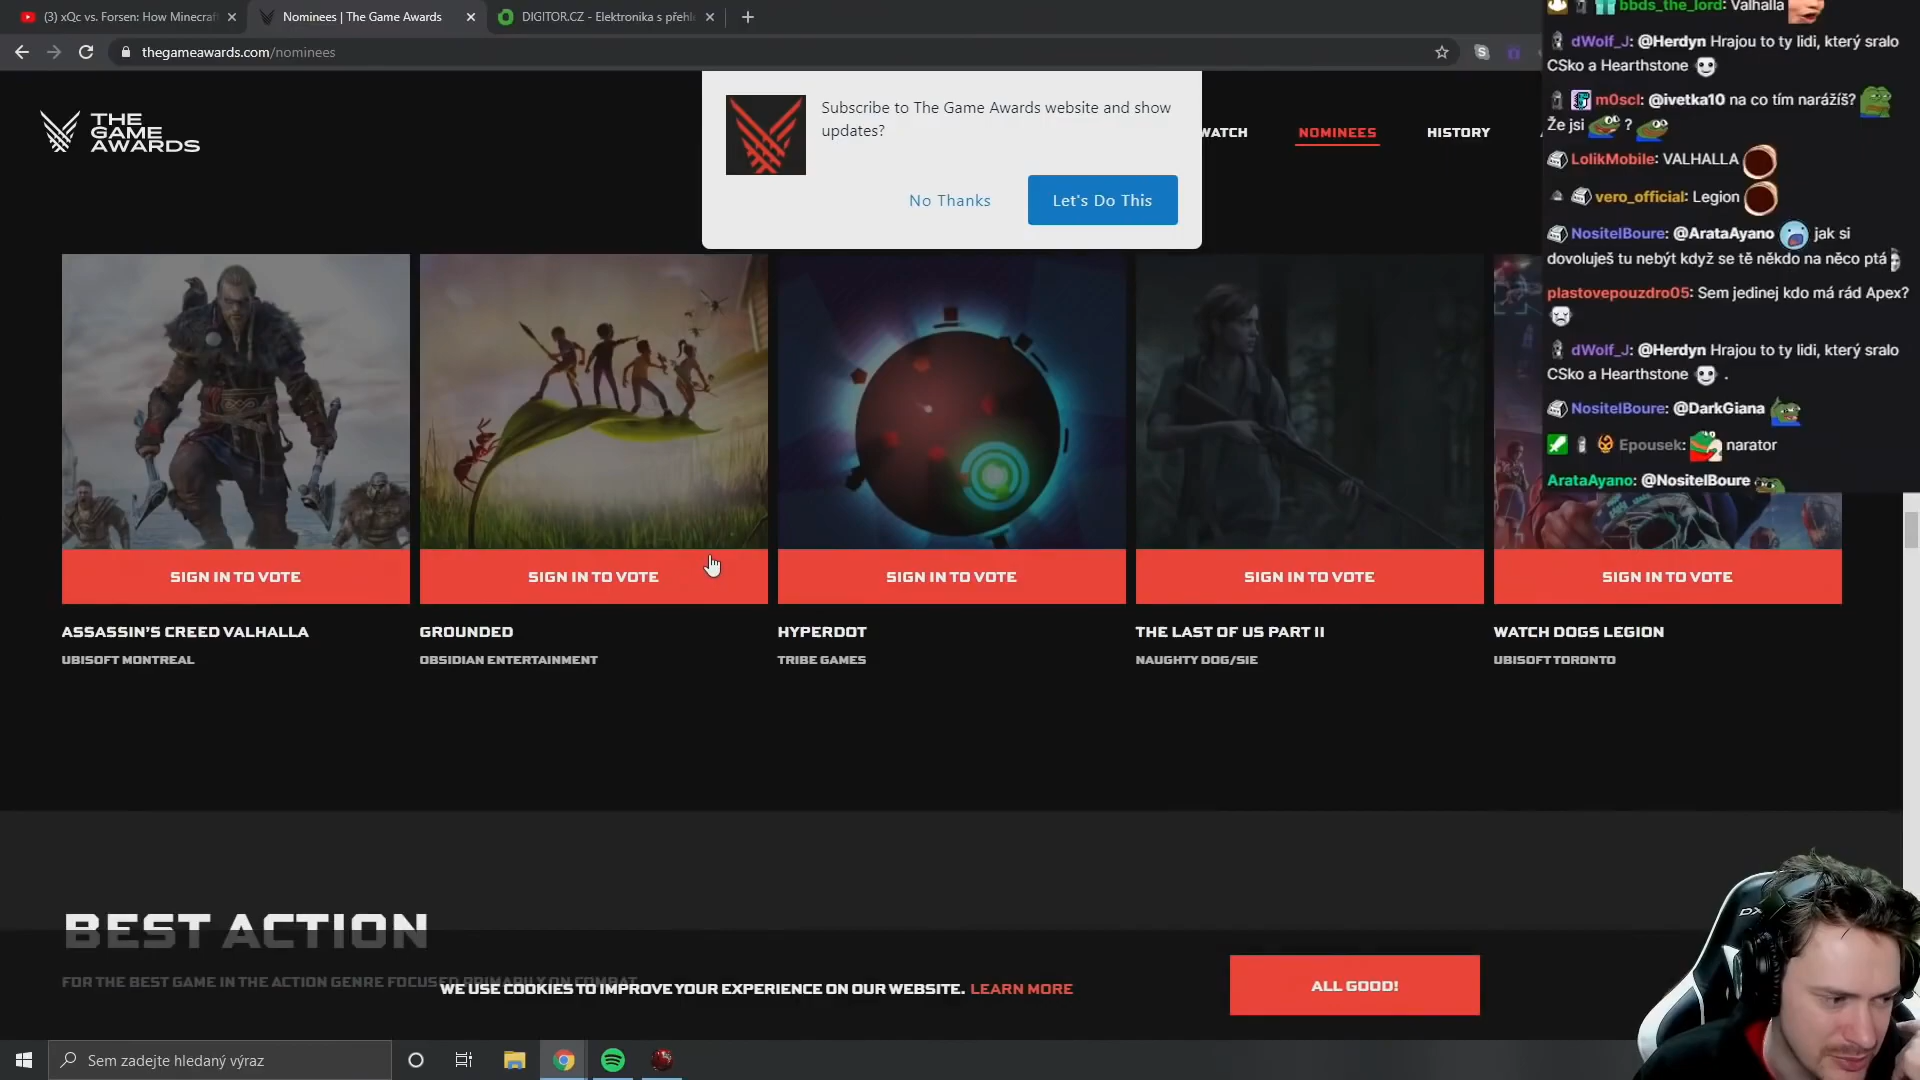 (3) xQc vs. Forsen: How Minecraft
Nominees | The Game Awards
DIGITOR.CZ - Elektronika s přehl
thegameawards.com/nominees
THE
GAME
AWARDS
Subscribe to The Game Awards website and show
updates?
No Thanks
Let's Do This
WATCH
NOMINEES
HISTORY
bbds_the_lord: Valhalla
dWolf_J: @Herdyn Hrajou to ty lidi, který sralo
CSko a Hearthstone
m0scl: @ivetka10 na co tím narážíš?
Že jsi ?
LolikMobile: VALHALLA
vero_official: Legion
NositelBoure: @ArataAyano jak si
dovoluješ tu nebýt když se tě někdo na něco ptá
plastovepouzdro05: Sem jedinej kdo má rád Apex?
dWolf_J: @Herdyn Hrajou to ty lidi, který sralo
CSko a Hearthstone .
NositelBoure: @DarkGiana
Epousek: narator
ArataAyano: @NositelBoure
SIGN IN TO VOTE
SIGN IN TO VOTE
SIGN IN TO VOTE
SIGN IN TO VOTE
SIGN IN TO VOTE
ASSASSIN'S CREED VALHALLA
UBISOFT MONTREAL
GROUNDED
OBSIDIAN ENTERTAINMENT
HYPERDOT
TRIBE GAMES
THE LAST OF US PART II
NAUGHTY DOG/SIE
WATCH DOGS LEGION
UBISOFT TORONTO
BEST ACTION
FOR THE BEST GAME IN THE ACTION GENRE FOCUSED PRIMARILY ON COMBAT.
WE USE COOKIES TO IMPROVE YOUR EXPERIENCE ON OUR WEBSITE. LEARN MORE
ALL GOOD!
DX
Sem zadejte hledaný výraz